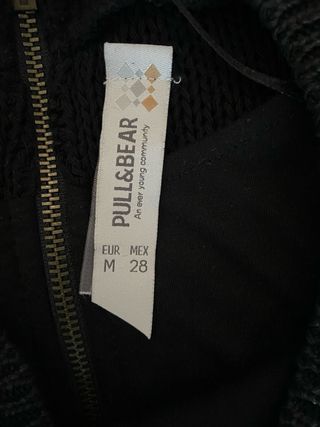 PULL&BEAR
An ever young community
EUR MEX
M 28